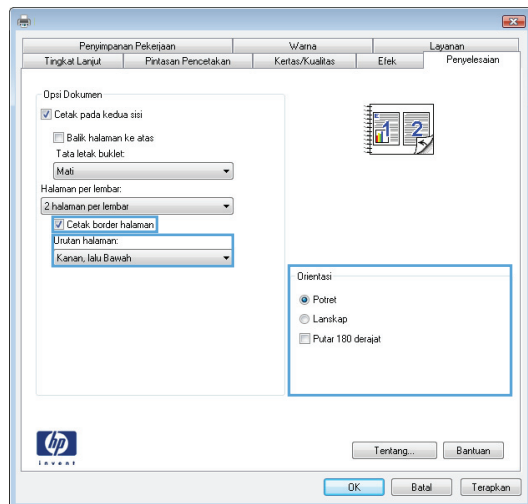 Penyimpanan Pekerjaan Warna Layanan
Tingkat Lanjut Pintasan Pencetakan Kertas/Kualitas Efek Penyelesaian
Opsi Dokumen
Cetak pada kedua sisi
Balik halaman ke atas
Tata letak buklet:
Mati
Halaman per lembar:
2 halaman per lembar
Cetak border halaman
Urutan halaman:
Kanan, lalu Bawah
1 2
Orientasi
Potret
Lanskap
Putar 180 derajat
hp
invent
Tentang... Bantuan
OK Batal Terapkan